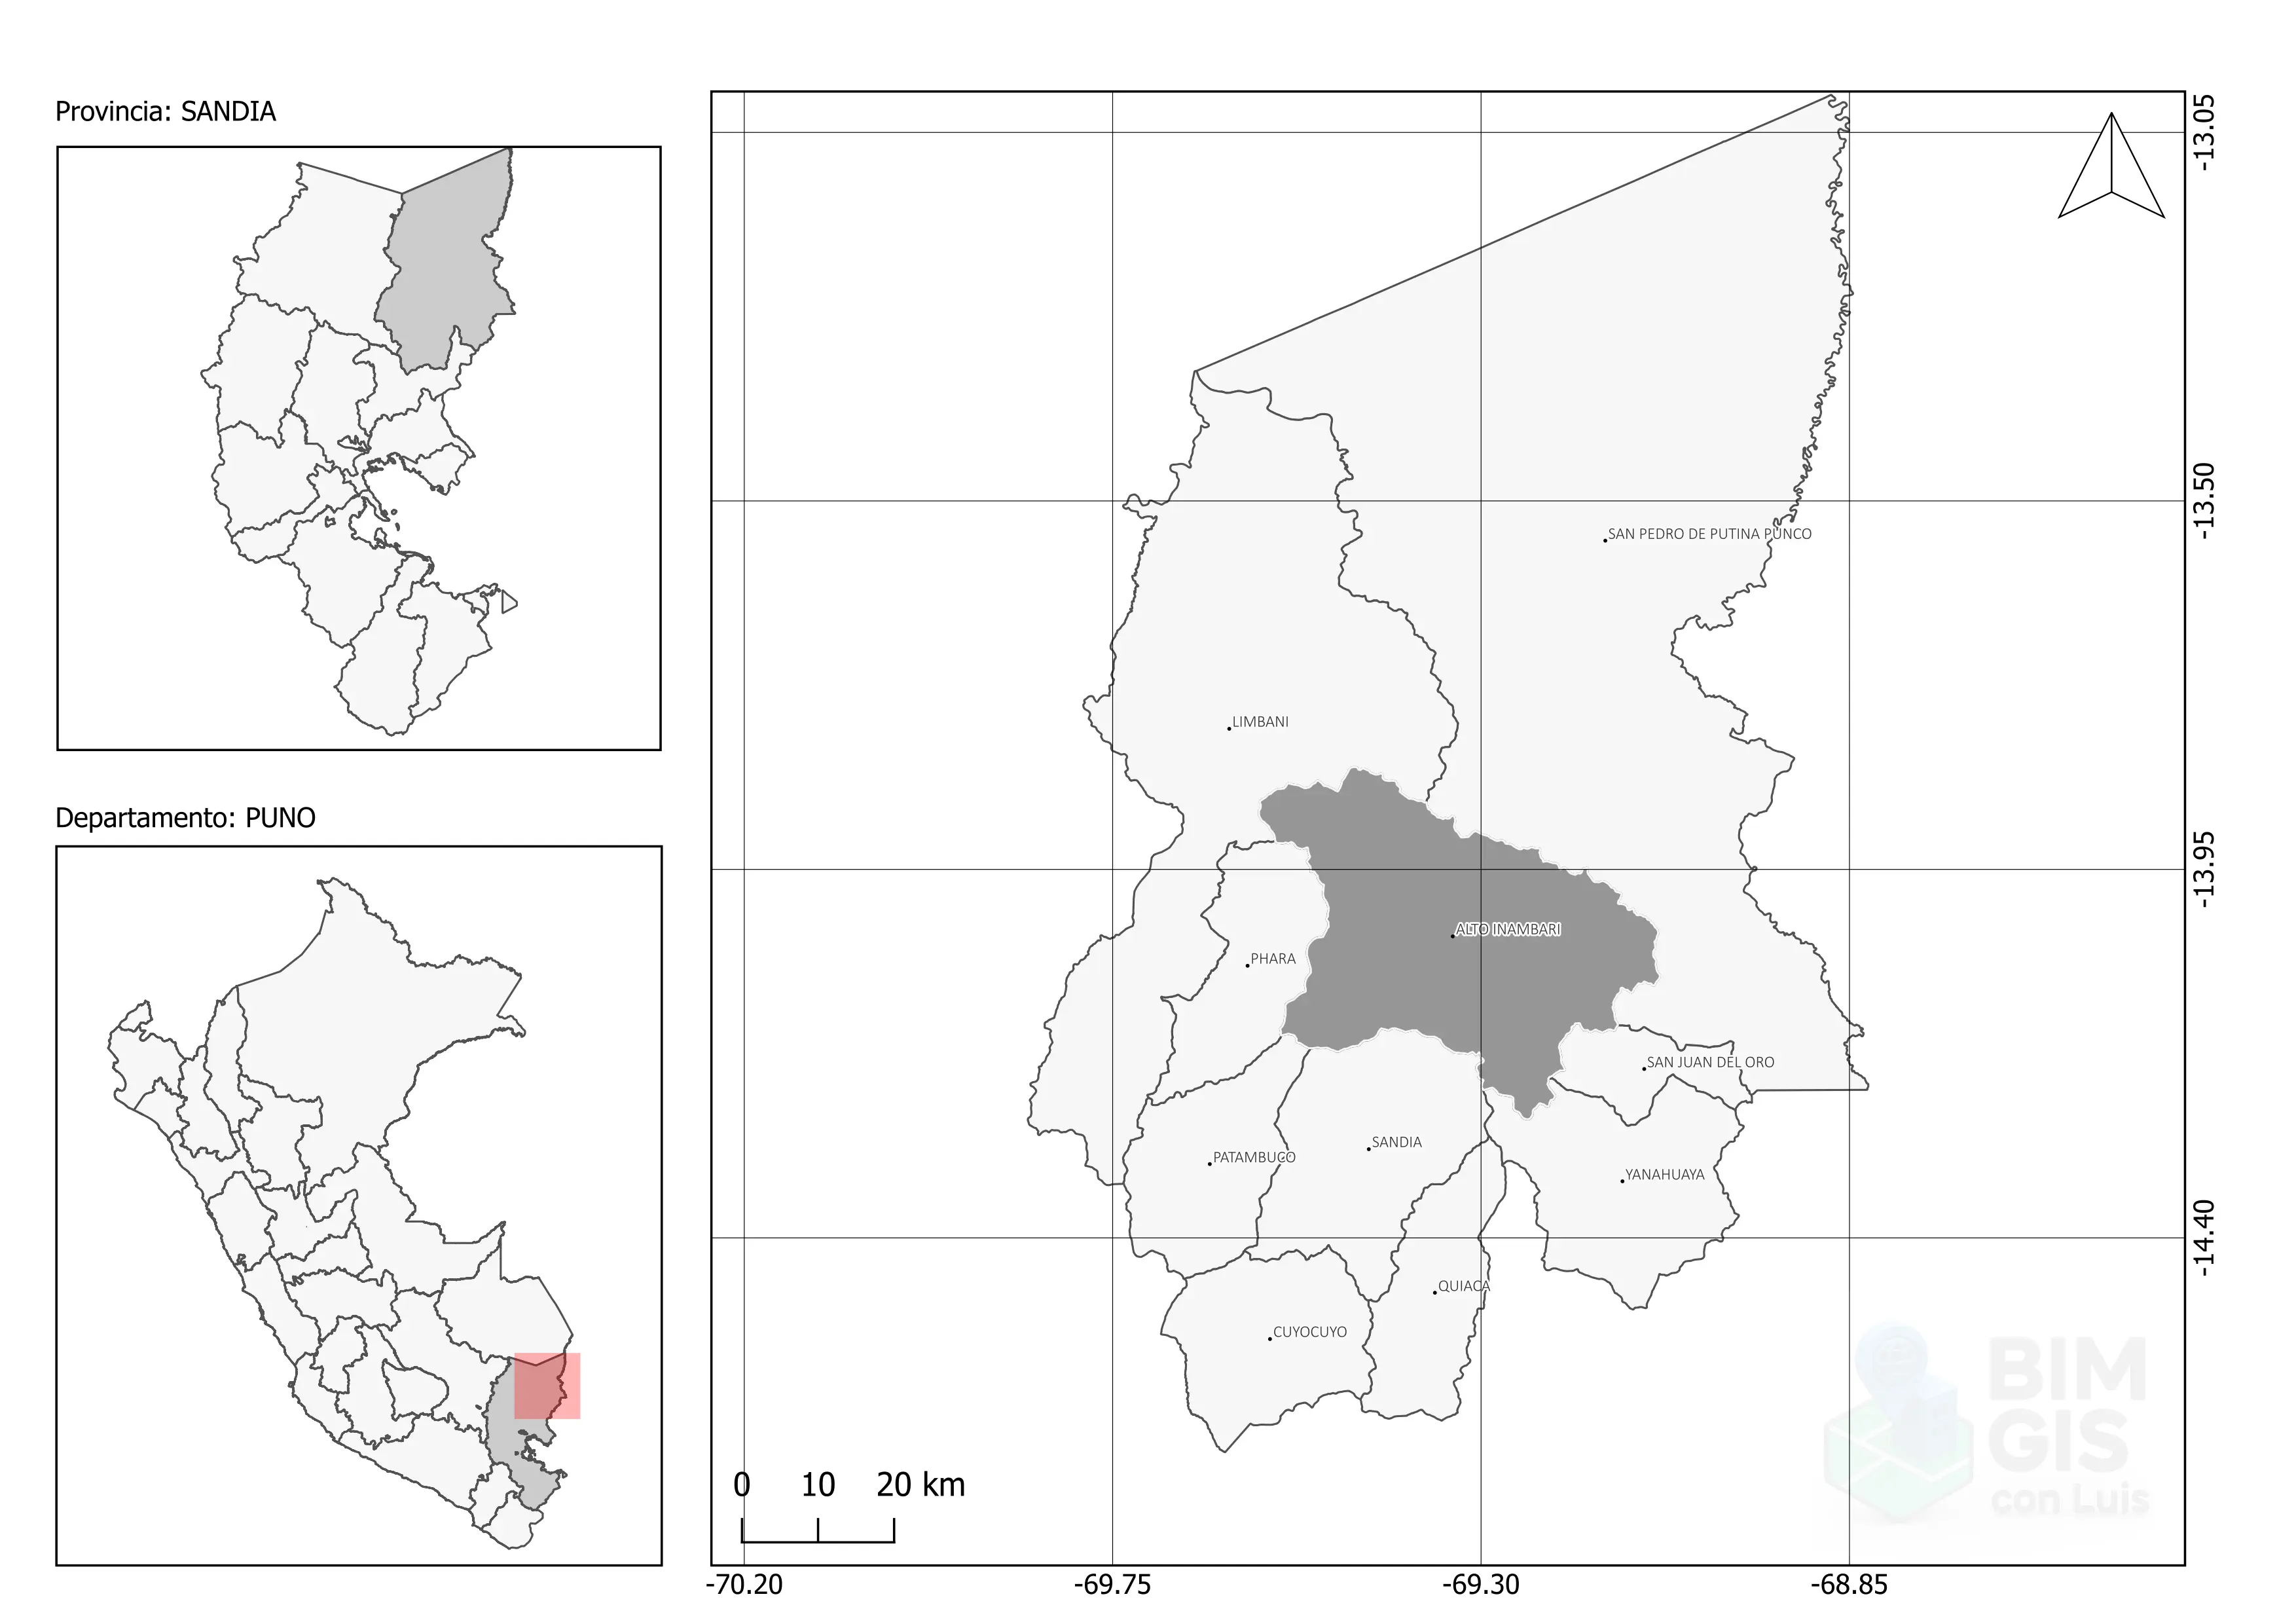 Provincia: SANDIA
Departamento: PUNO
-13.05
-13.50
SAN PEDRO DE PUTINA PUNCO
LIMBANI
-13.95
ALTO INAMBARI
PHARA
SAN JUAN DEL ORO
SANDIA
PATAMBUCO
YANAHUAYA
-14.40
QUIACA
CUYOCUYO
BIM
GIS
con Luis
0 10 20 km
-70.20 -69.75 -69.30 -68.85